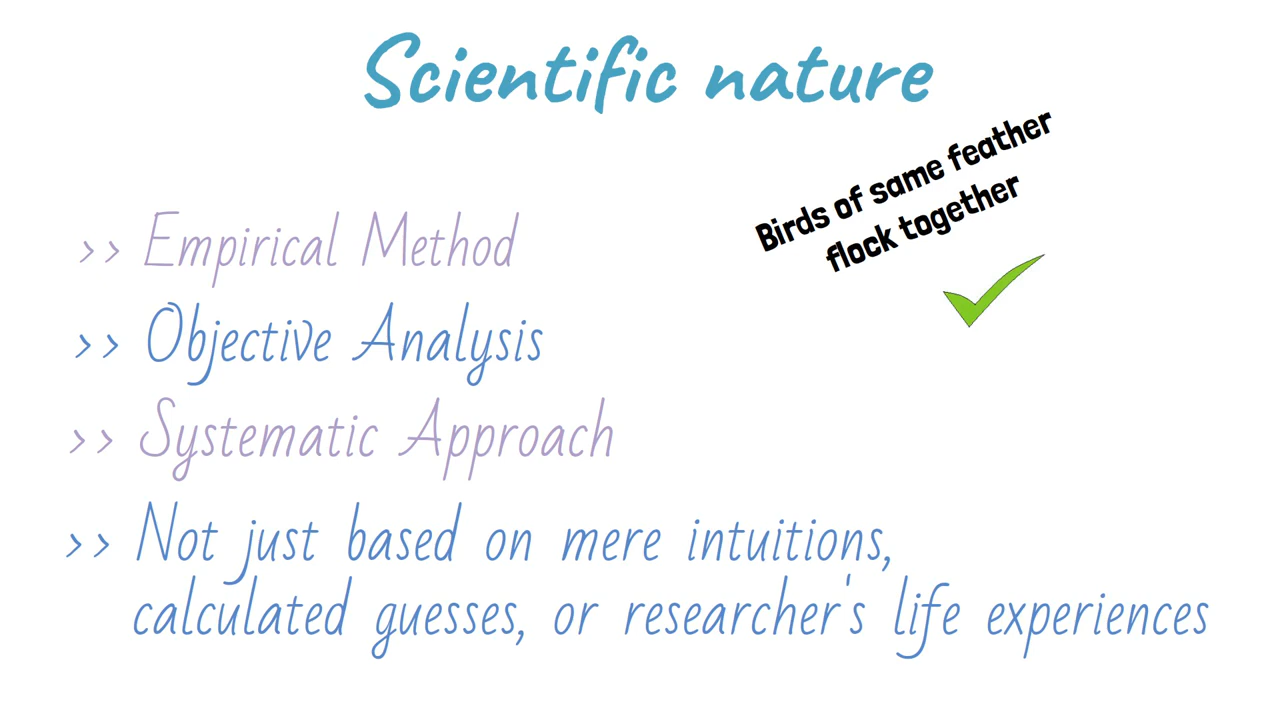 Scientific nature
Birds of same feather
flock together
>> Empirical Method
>> Objective Analysis
>> Systematic Approach
>> Not just based on mere intuitions,
calculated guesses, or researcher's life experiences